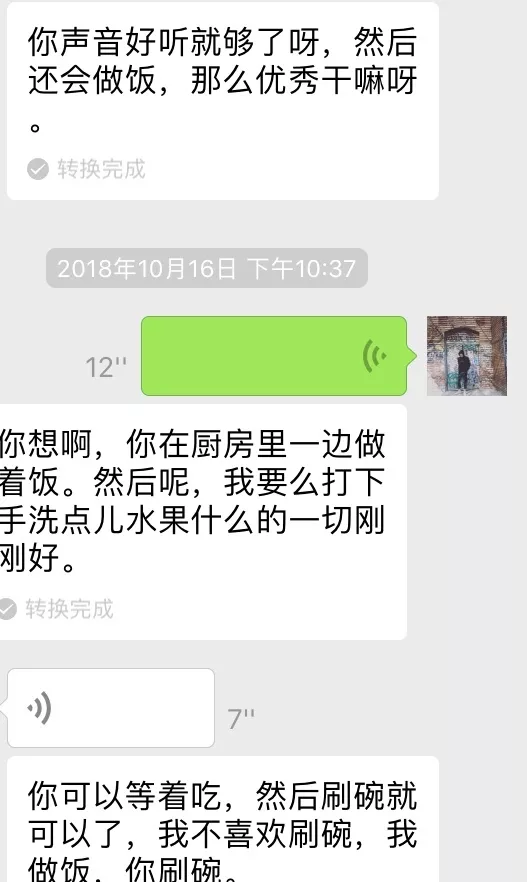 你声音好听就够了呀，然后
还会做饭，那么优秀干嘛呀
。
转换完成
2018年10月16日 下午10:37
12''
你想啊，你在厨房里一边做
着饭。然后呢，我要么打下
手洗点儿水果什么的一切刚
刚好。
转换完成
7''
你可以等着吃，然后刷碗就
可以了，我不喜欢刷碗，我
做饭，你刷碗。